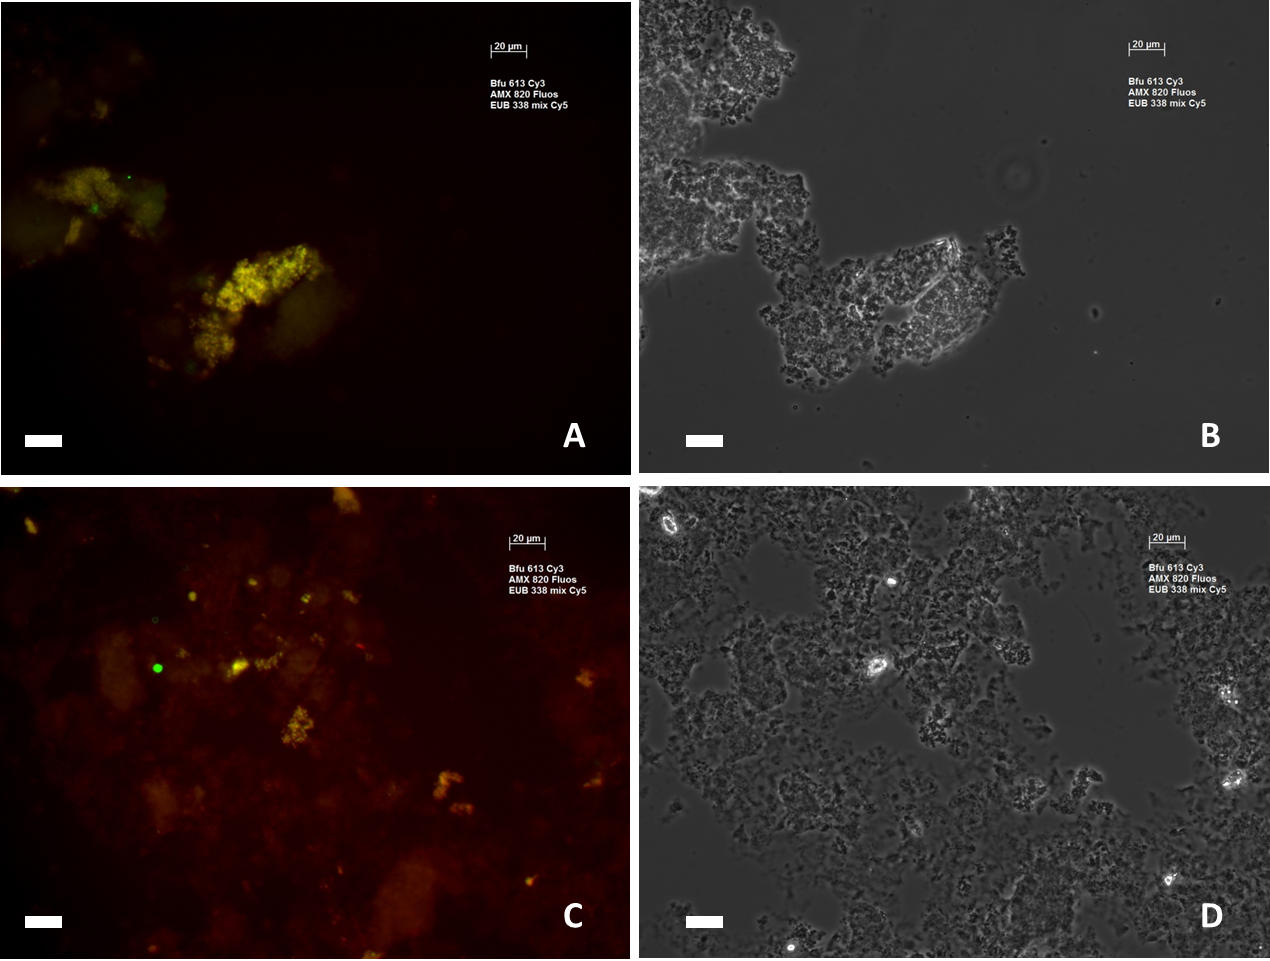 20 µm
Bfu 613 Cy3
AMX 820 Fluos
EUB 338 mix Cy5
A
20 µm
Bfu 613 Cy3
AMX 820 Fluos
EUB 338 mix Cy5
B
20 µm
Bfu 613 Cy3
AMX 820 Fluos
EUB 338 mix Cy5
C
20 µm
Bfu 613 Cy3
AMX 820 Fluos
EUB 338 mix Cy5
D